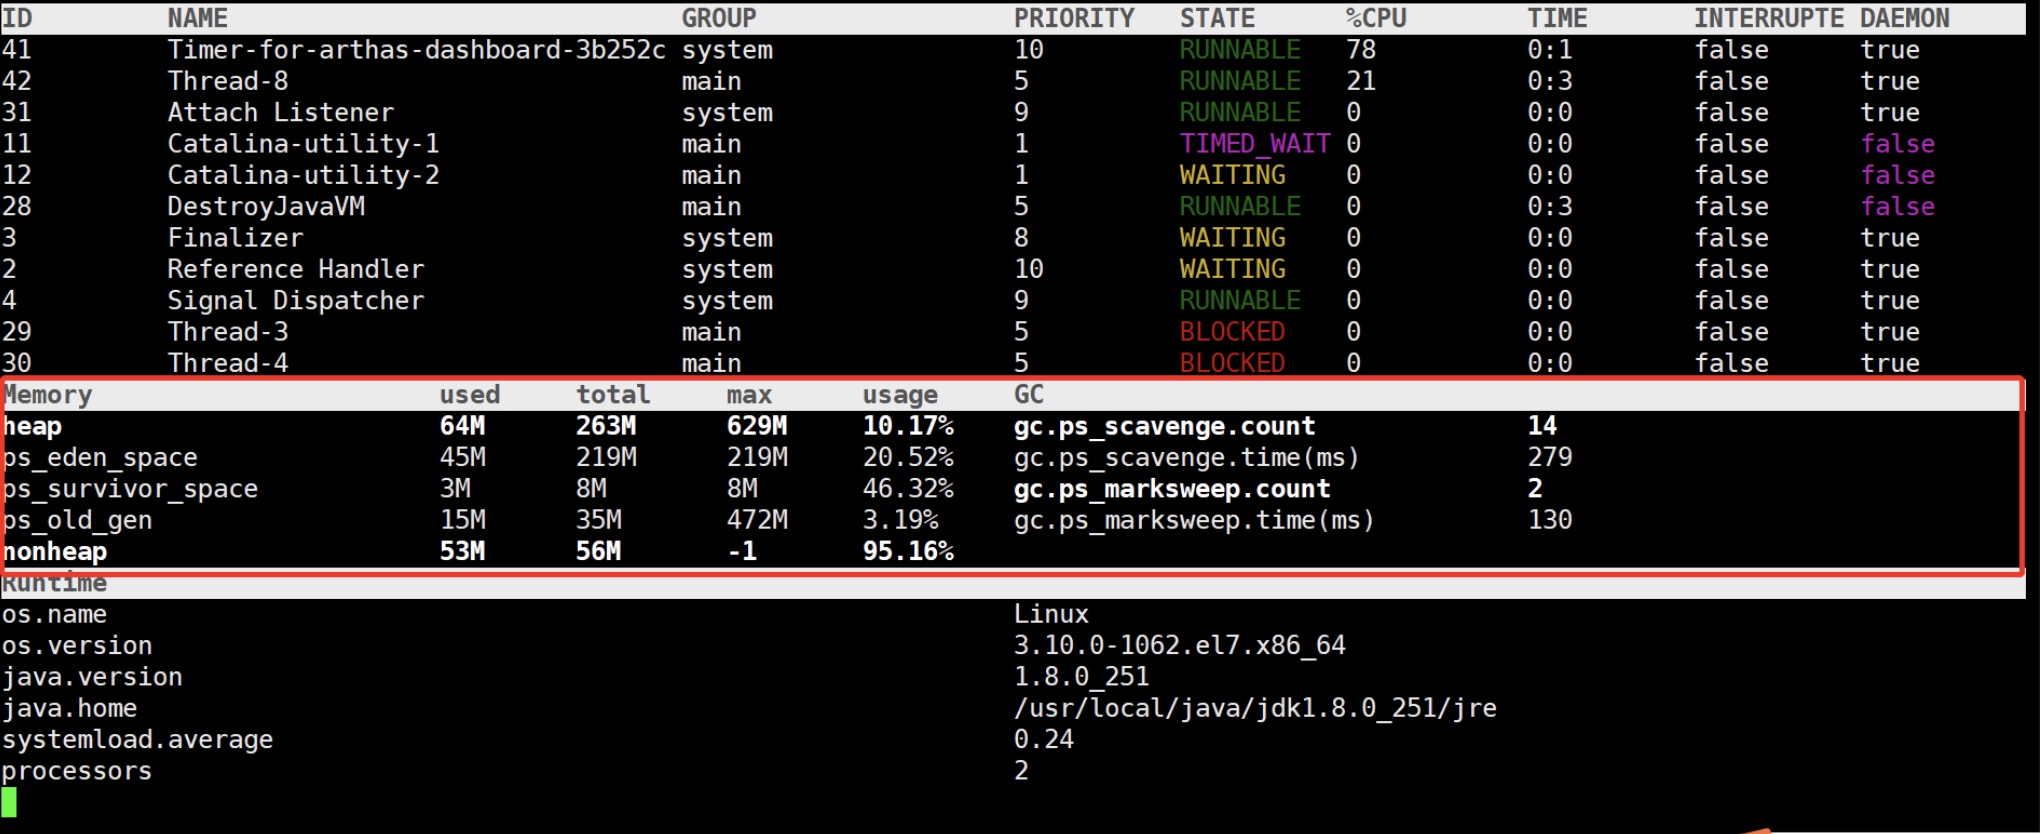 ID NAME GROUP PRIORITY STATE %CPU TIME INTERRUPTE DAEMON
41 Timer-for-arthas-dashboard-3b252c system 10 RUNNABLE 78 0:1 false true
42 Thread-8 main 5 RUNNABLE 21 0:3 false true
31 Attach Listener system 9 RUNNABLE 0 0:0 false true
11 Catalina-utility-1 main 1 TIMED_WAIT 0 0:0 false false
12 Catalina-utility-2 main 1 WAITING 0 0:0 false false
28 DestroyJavaVM main 5 RUNNABLE 0 0:3 false false
3 Finalizer system 8 WAITING 0 0:0 false true
2 Reference Handler system 10 WAITING 0 0:0 false true
4 Signal Dispatcher system 9 RUNNABLE 0 0:0 false true
29 Thread-3 main 5 BLOCKED 0 0:0 false true
30 Thread-4 main 5 BLOCKED 0 0:0 false true
Memory used total max usage GC
heap 64M 263M 629M 10.17% gc.ps_scavenge.count 14
ps_eden_space 45M 219M 219M 20.52% gc.ps_scavenge.time(ms) 279
ps_survivor_space 3M 8M 8M 46.32% gc.ps_marksweep.count 2
ps_old_gen 15M 35M 472M 3.19% gc.ps_marksweep.time(ms) 130
nonheap 53M 56M -1 95.16%
Runtime
os.name Linux
os.version 3.10.0-1062.el7.x86_64
java.version 1.8.0_251
java.home /usr/local/java/jdk1.8.0_251/jre
systemload.average 0.24
processors 2